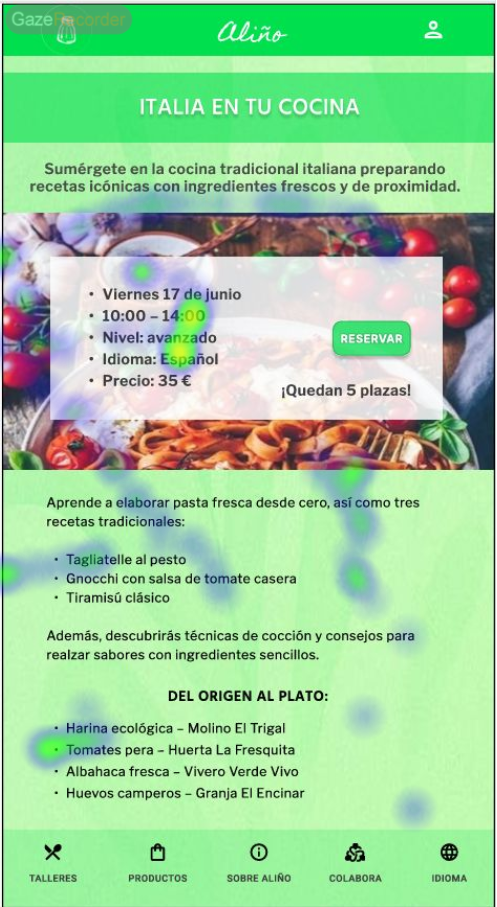 GazeRecorder
Aliño
ITALIA EN TU COCINA
Sumérgete en la cocina tradicional italiana preparando
recetas icónicas con ingredientes frescos y de proximidad.
• Viernes 17 de junio
• 10:00 – 14:00
• Nivel: avanzado
• Idioma: Español
• Precio: 35 €
RESERVAR
¡Quedan 5 plazas!
Aprende a elaborar pasta fresca desde cero, así como tres
recetas tradicionales:
• Tagliatelle al pesto
• Gnocchi con salsa de tomate casera
• Tiramisú clásico
Además, descubrirás técnicas de cocción y consejos para
realzar sabores con ingredientes sencillos.
DEL ORIGEN AL PLATO:
• Harina ecológica – Molino El Trigal
• Tomates pera – Huerta La Fresquita
• Albahaca fresca – Vivero Verde Vivo
• Huevos camperos – Granja El Encinar
TALLERES PRODUCTOS SOBRE ALIÑO COLABORA IDIOMA